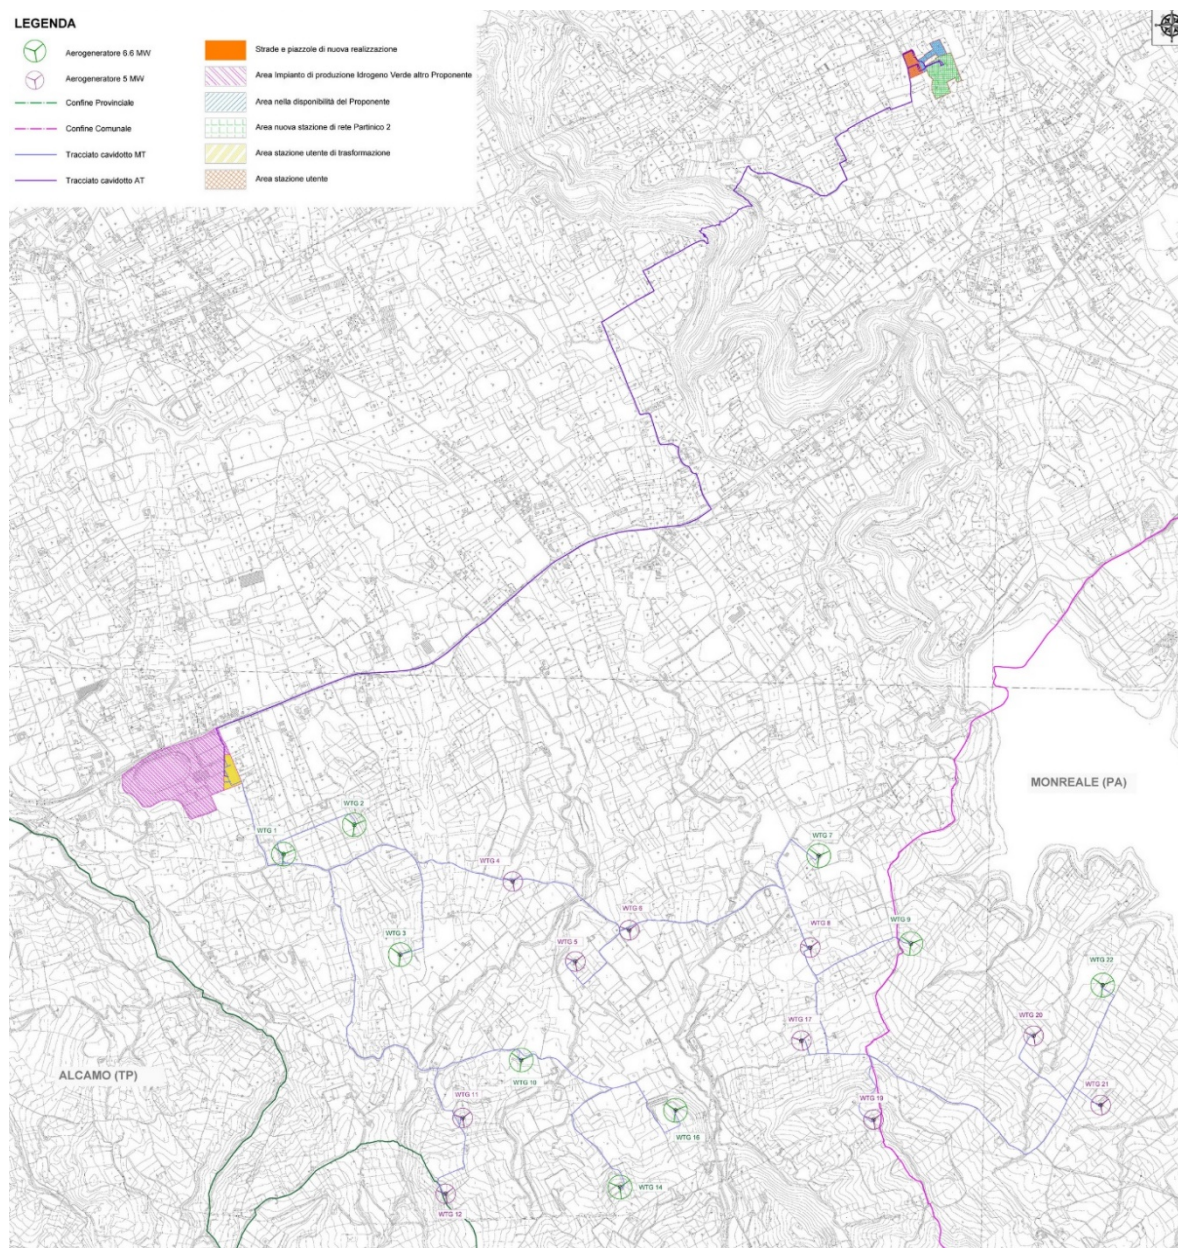 LEGENDA
Aerogeneratore 6.6 MW
Aerogeneratore 5 MW
Confine Provinciale
Confine Comunale
Tracciato cavidotto MT
Tracciato cavidotto AT
Strade e piazzole di nuova realizzazione
Area Impianto di produzione Idrogeno Verde altro Proponente
Area nella disponibilità del Proponente
Area nuova stazione di rete Partinico 2
Area stazione utente di trasformazione
Area stazione utente
MONREALE (PA)
WTG 2
WTG 1
WTG 7
WTG 4
WTG 6
WTG 9
WTG 3
WTG 5
WTG 8
WTG 22
WTG 20
WTG 17
ALCAMO (TP)
WTG 10
WTG 21
WTG 11
WTG 19
WTG 16
WTG 14
WTG 12